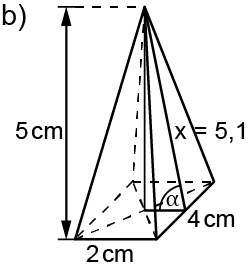 b)
5 cm
x = 5,1
α
4 cm
2 cm